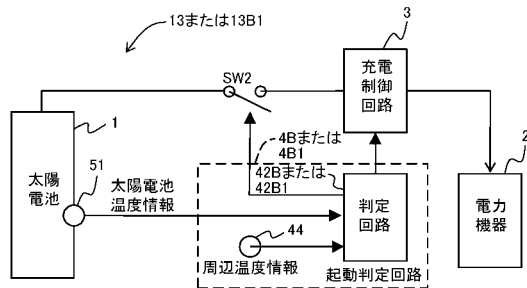 13または13B1
3
SW2
充電
制御
回路
1
4Bまたは
4B1
2
51
太陽
電池
太陽電池
温度情報
42Bまたは
42B1
判定
回路
電力
機器
44
周辺温度情報
起動判定回路